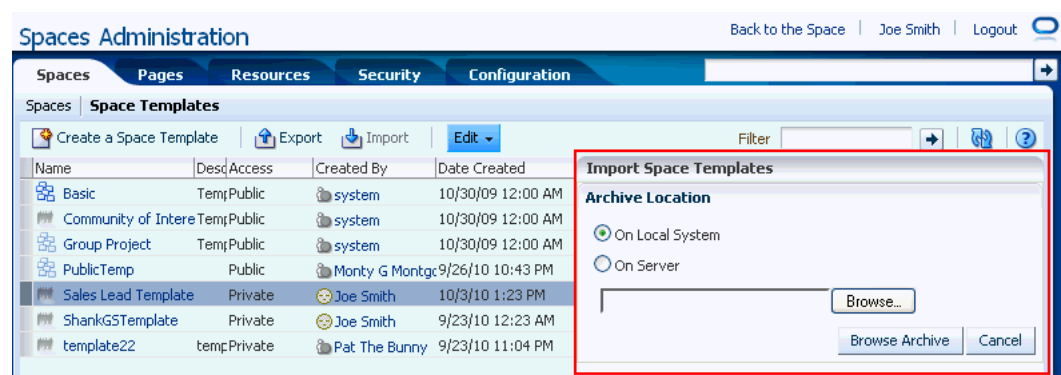 Spaces Administration
Back to the Space | Joe Smith | Logout
Spaces Pages Resources Security Configuration
Spaces | Space Templates
Create a Space Template Export Import Edit Filter
Name Desc Access Created By Date Created
Basic Temp Public system 10/30/09 12:00 AM
Community of Intere Temp Public system 10/30/09 12:00 AM
Group Project Temp Public system 10/30/09 12:00 AM
PublicTemp Public Monty G Montgo 9/26/10 10:43 PM
Sales Lead Template Private Joe Smith 10/3/10 1:23 PM
ShankGSTemplate Private Joe Smith 9/23/10 12:23 AM
template22 temp Private Pat The Bunny 9/23/10 11:04 PM
Import Space Templates
Archive Location
On Local System
On Server
Browse...
Browse Archive Cancel